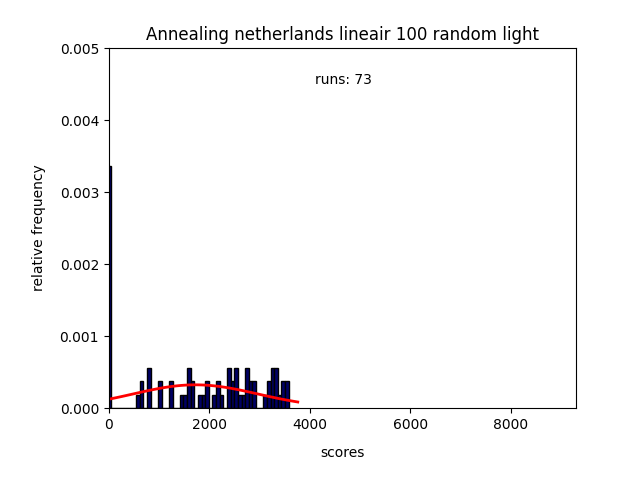 Annealing netherlands lineair 100 random light
runs: 73
relative frequency
0.005
0.004
0.003
0.002
0.001
0.000
0 2000 4000 6000 8000
scores